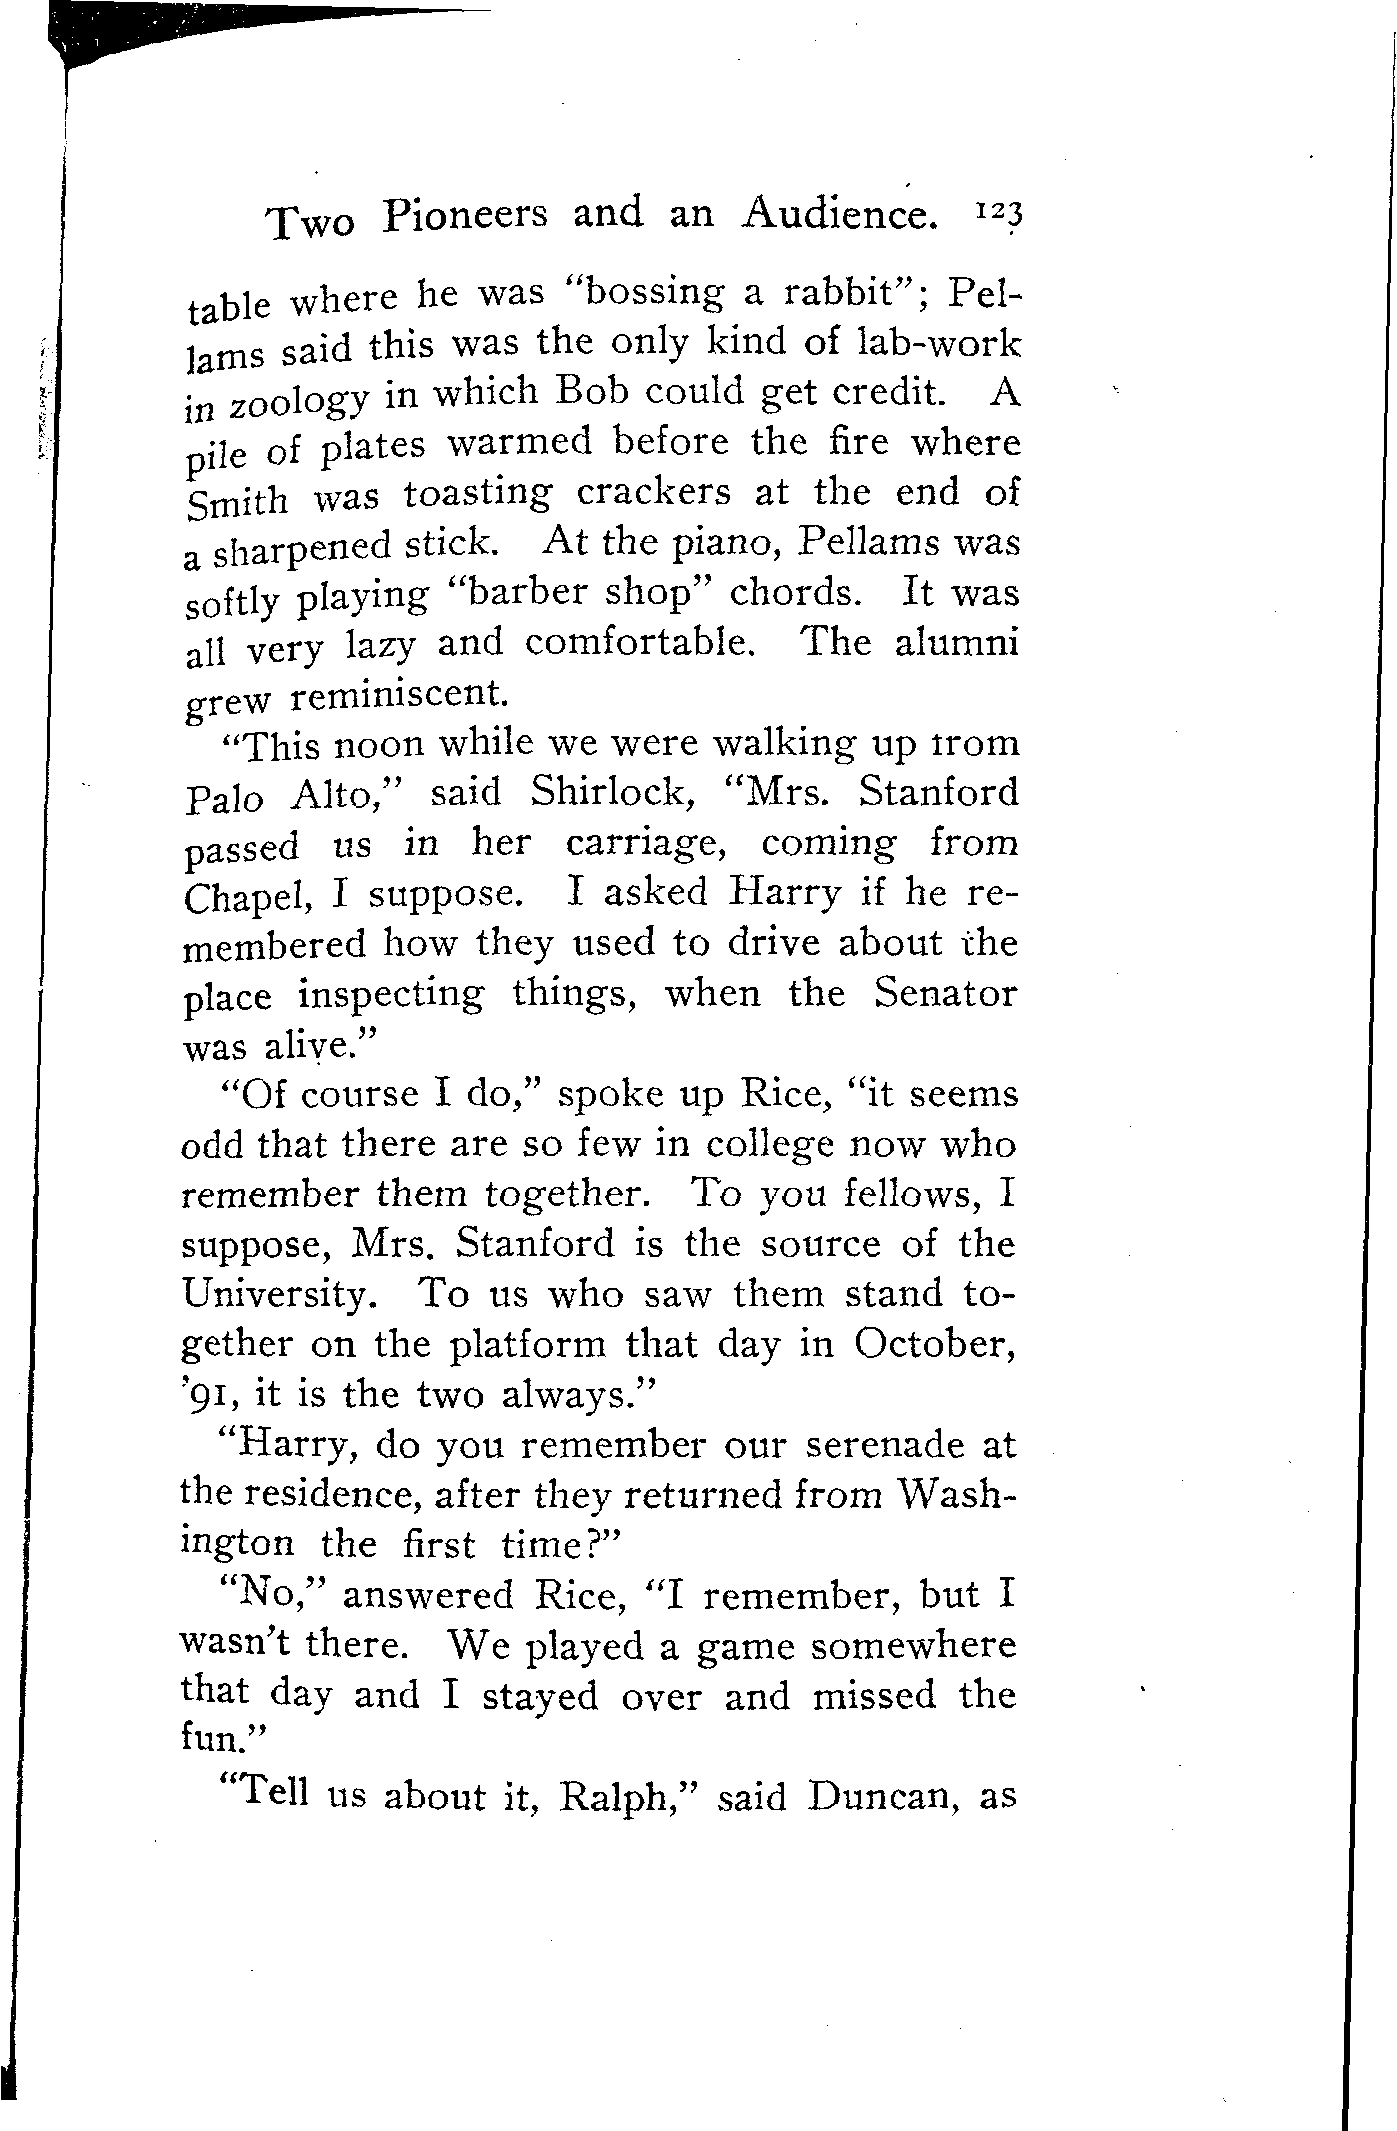 Two Pioneers and an Audience. 123
table where he was "bossing a rabbit"; Pel-
lams said this was the only kind of lab-work
in zoology in which Bob could get credit. A
pile of plates warmed before the fire where
Smith was toasting crackers at the end of
a sharpened stick. At the piano, Pellams was
softly playing "barber shop" chords. It was
all very lazy and comfortable. The alumni
grew reminiscent.
"This noon while we were walking up from
Palo Alto," said Shirlock, "Mrs. Stanford
passed us in her carriage, coming from
Chapel, I suppose. I asked Harry if he re-
membered how they used to drive about the
place inspecting things, when the Senator
was alive."
"Of course I do," spoke up Rice, "it seems
odd that there are so few in college now who
remember them together. To you fellows, I
suppose, Mrs. Stanford is the source of the
University. To us who saw them stand to-
gether on the platform that day in October,
'91, it is the two always."
"Harry, do you remember our serenade at
the residence, after they returned from Wash-
ington the first time?"
"No," answered Rice, "I remember, but I
wasn't there. We played a game somewhere
that day and I stayed over and missed the
fun."
"Tell us about it, Ralph," said Duncan, as